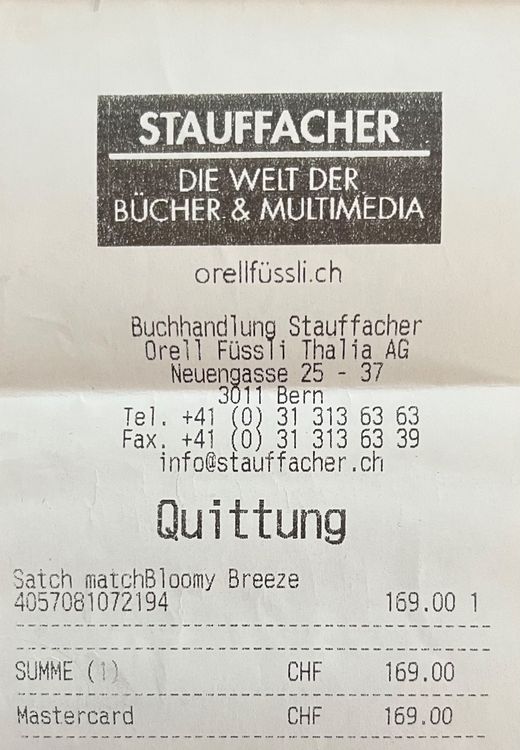 STAUFFACHER
DIE WELT DER
BÜCHER & MULTIMEDIA
orellfüssli.ch
Buchhandlung Stauffacher
Orell Füssli Thalia AG
Neuengasse 25 - 37
3011 Bern
Tel. +41 (0) 31 313 63 63
Fax. +41 (0) 31 313 63 39
info@stauffacher.ch
Quittung
Satch matchBloomy Breeze
4057081072194 169.00 1
SUMME (1) CHF 169.00
Mastercard CHF 169.00